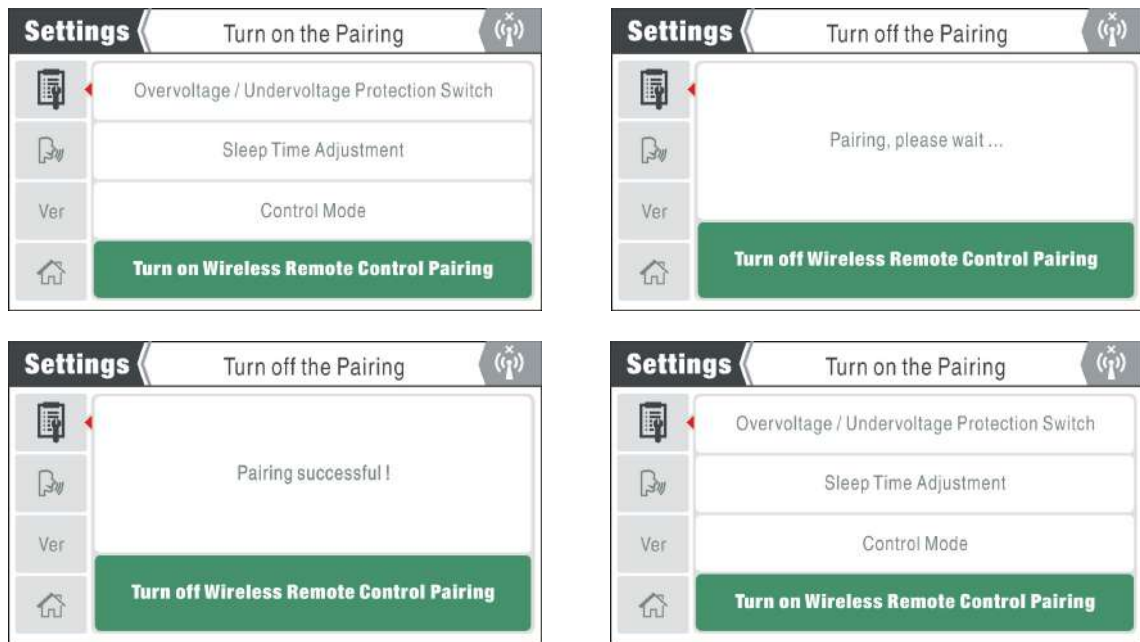 Settings
Turn on the Pairing
Overvoltage / Undervoltage Protection Switch
Sleep Time Adjustment
Ver
Control Mode
Turn on Wireless Remote Control Pairing
Settings
Turn off the Pairing
Pairing, please wait ...
Ver
Turn off Wireless Remote Control Pairing
Settings
Turn off the Pairing
Pairing successful !
Ver
Turn off Wireless Remote Control Pairing
Settings
Turn on the Pairing
Overvoltage / Undervoltage Protection Switch
Sleep Time Adjustment
Ver
Control Mode
Turn on Wireless Remote Control Pairing